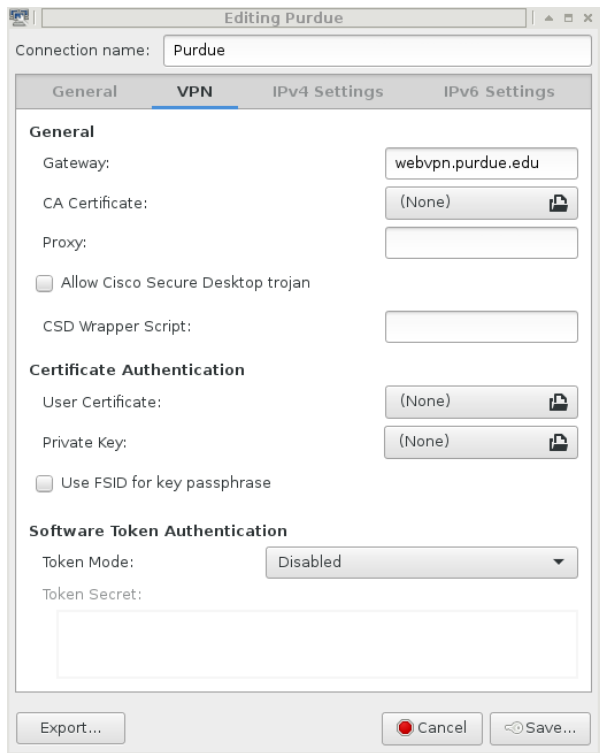 Editing Purdue
Connection name: Purdue
General VPN IPv4 Settings IPv6 Settings
General
Gateway: webvpn.purdue.edu
CA Certificate: (None)
Proxy:
Allow Cisco Secure Desktop trojan
CSD Wrapper Script:
Certificate Authentication
User Certificate: (None)
Private Key: (None)
Use FSID for key passphrase
Software Token Authentication
Token Mode: Disabled
Token Secret:
Export... Cancel Save...